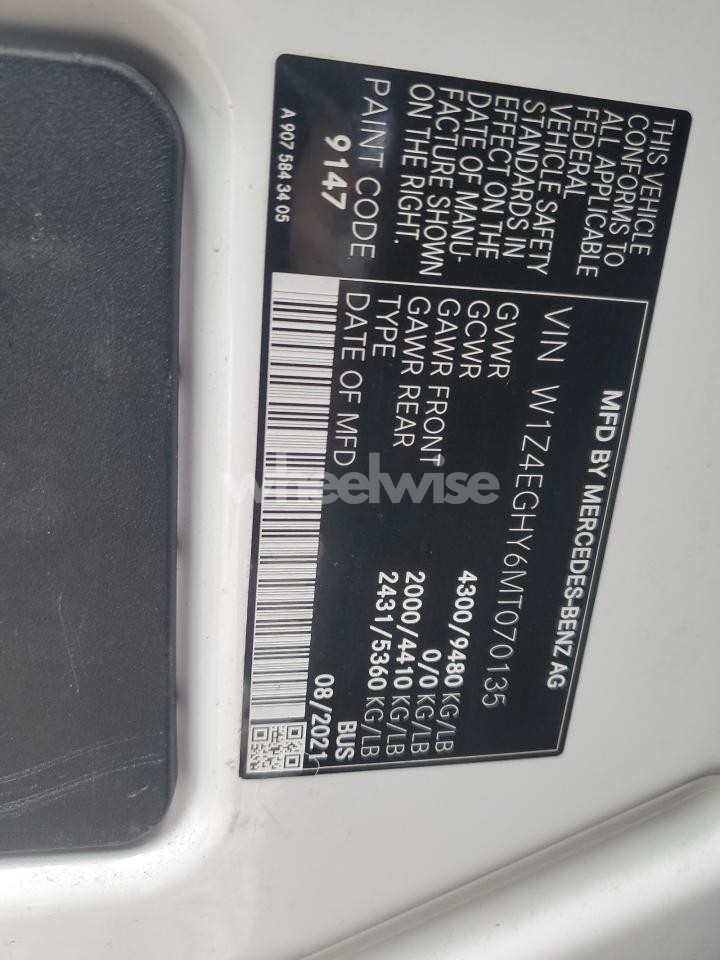 THIS VEHICLE
CONFORMS TO
ALL APPLICABLE
FEDERAL
VEHICLE SAFETY
STANDARDS IN
EFFECT ON THE
DATE OF MANU-
FACTURE SHOWN
ON THE RIGHT.
PAINT CODE.
9147
A 907 584 34 05
MFD BY MERCEDES-BENZ AG
VIN W1Z4EGHY6MT070135
GVWR 4300/9480 KG/LB
GCWR 0/0 KG/LB
GAWR FRONT 2000/4410 KG/LB
GAWR REAR 2431/5360 KG/LB
TYPE BUS
DATE OF MFD 08/2021
wheelwise